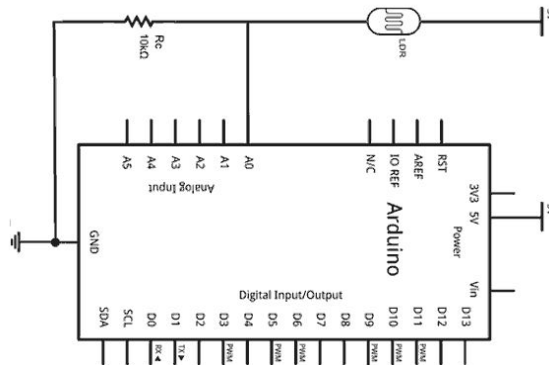 Rc
10kΩ
LDR
A5
A4
A3
A2
A1
A0
N/C
IO REF
AREF
RST
Analog Input
3V3
5V
Power
Arduino
GND
Vin
Digital Input/Output
SDA
SCL
D0
D1
D2
D3
D4
D5
D6
D7
D8
D9
D10
D11
D12
D13
RX ◀
TX ▶
PWM
PWM
PWM
PWM
PWM
PWM